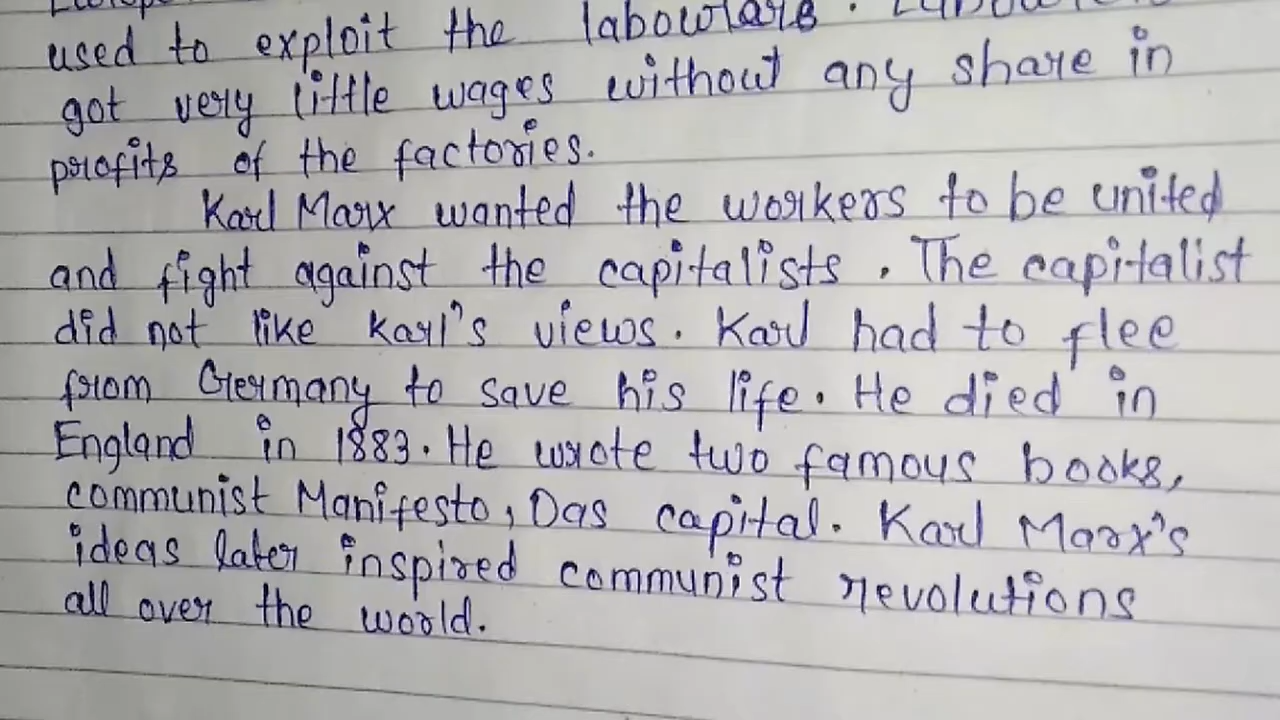 Europe
used to exploit the labourars. Labourers
got very little wages without any share in
profits of the factories.
Karl Marx wanted the workers to be united
and fight against the capitalists. The capitalist
did not like Karl's views. Karl had to flee
from Germany to save his life. He died in
England in 1883. He wrote two famous books,
communist Manifesto, Das capital. Karl Marx's
ideas later inspired communist revolutions
all over the world.